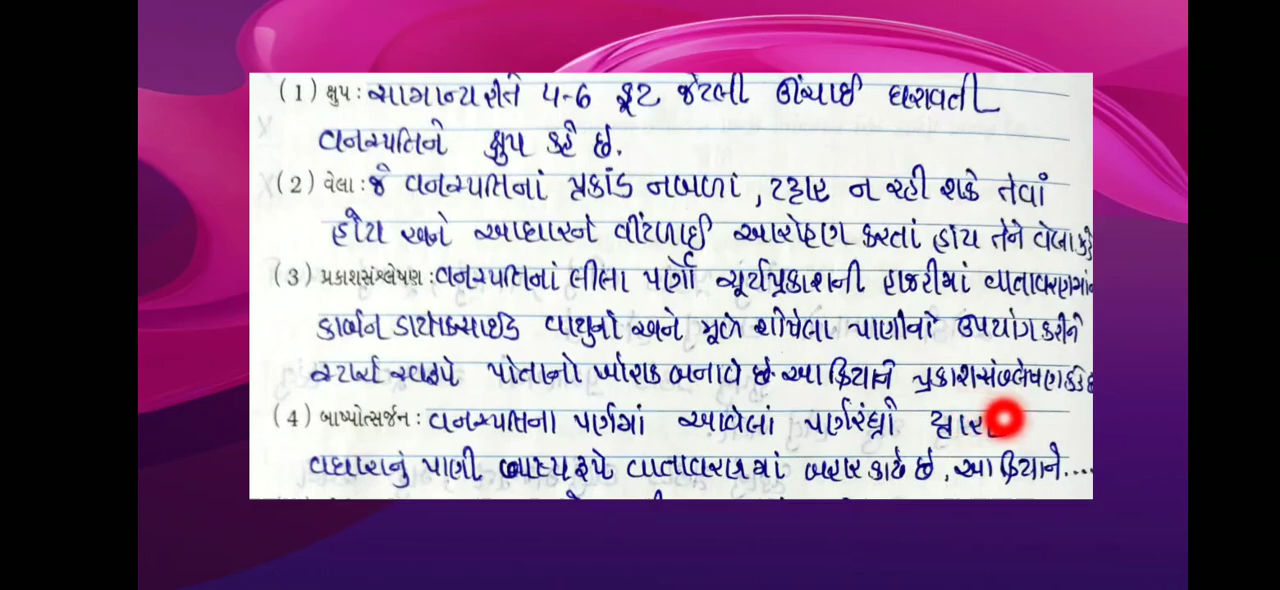 (1) ક્ષુપ: સામાન્ય રીતે ૫-૬ ફૂટ જેટલી ઊંચાઈ ધરાવતી
વનસ્પતિને ક્ષુપ કહે છે.
(2) વેલા: જે વનસ્પતિનાં પ્રકાંડ નબળાં, ટટ્ટાર ન રહી શકે તેવાં
હોય અને આધારને વીંટળાઈ આરોહણ કરતાં હોય તેને વેલા કહે
(3) પ્રકાશસંશ્લેષણ: વનસ્પતિનાં લીલા પર્ણો સૂર્યપ્રકાશની હાજરીમાં વાતાવરણમાંન
કાર્બન ડાયોક્સાઇડ વાયુનો અને મૂળે શોષેલા પાણીનો ઉપયોગ કરીને
સ્ટાર્ચ સ્વરૂપે પોતાનો ખોરાક બનાવે છે. આ ક્રિયાને પ્રકાશસંશ્લેષણ કહે છે
(4) બાષ્પોત્સર્જન: વનસ્પતિના પર્ણમાં આવેલાં પર્ણરંધ્રો દ્વારા
વધારાનું પાણી બાષ્પ રૂપે વાતાવરણમાં બહાર કાઢે છે. આ ક્રિયાને....